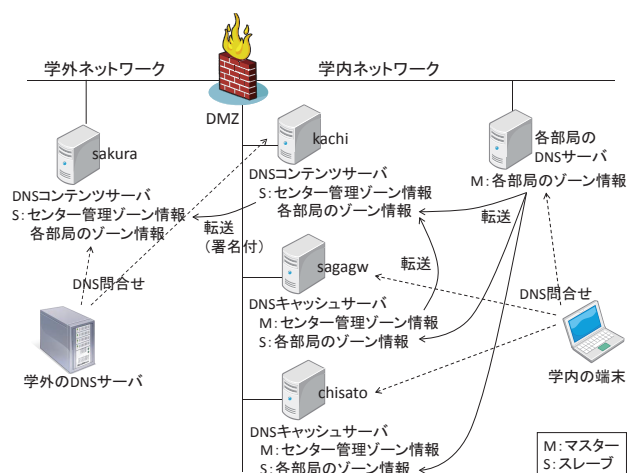 学外ネットワーク
学内ネットワーク
DMZ
sakura
DNSコンテンツサーバ
S:センター管理ゾーン情報
各部局のゾーン情報
kachi
DNSコンテンツサーバ
S:センター管理ゾーン情報
各部局のゾーン情報
各部局の
DNSサーバ
M:各部局のゾーン情報
転送
(署名付)
DNS問合せ
学外のDNSサーバ
sagagw
転送
DNSキャッシュサーバ
M:センター管理ゾーン情報
S:各部局のゾーン情報
DNS問合せ
学内の端末
chisato
DNSキャッシュサーバ
M:センター管理ゾーン情報
S:各部局のゾーン情報
M:マスター
S:スレーブ